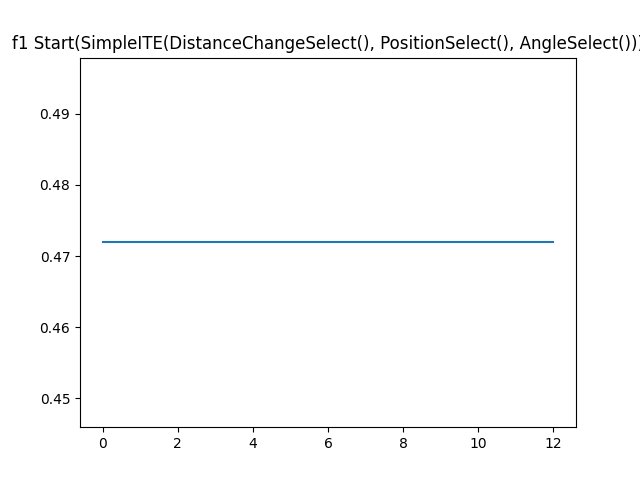 f1 Start(SimpleITE(DistanceChangeSelect(), PositionSelect(), AngleSelect()))
0.49
0.48
0.47
0.46
0.45
0 2 4 6 8 10 12